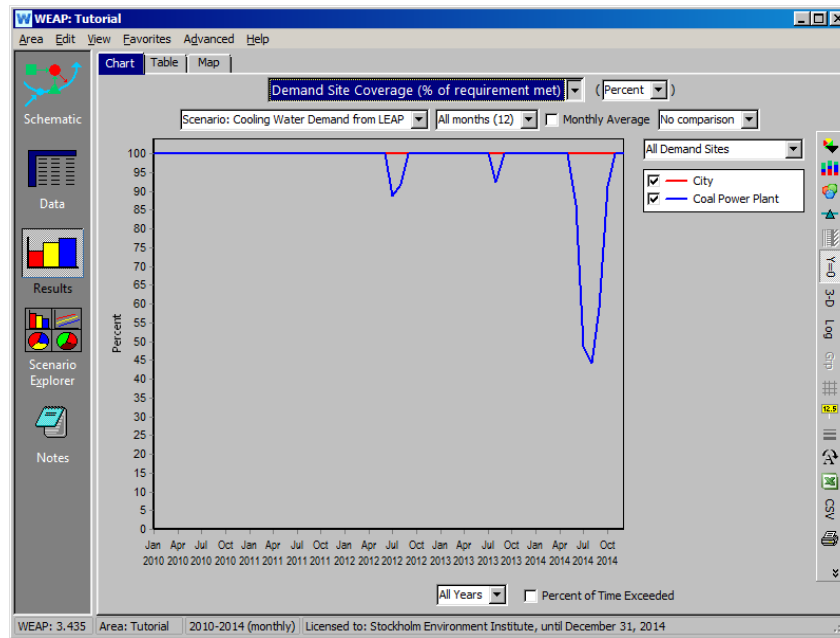 WEAP: Tutorial
Area Edit View Favorites Advanced Help
Schematic
Data
Results
Scenario
Explorer
Notes
Chart Table Map
Demand Site Coverage (% of requirement met) ( Percent )
Scenario: Cooling Water Demand from LEAP All months (12) Monthly Average No comparison
All Demand Sites
City
Coal Power Plant
Percent
100
95
90
85
80
75
70
65
60
55
50
45
40
35
30
25
20
15
10
5
0
Jan Apr Jul Oct Jan Apr Jul Oct Jan Apr Jul Oct Jan Apr Jul Oct Jan Apr Jul Oct
2010 2010 2010 2010 2011 2011 2011 2011 2012 2012 2012 2012 2013 2013 2013 2013 2014 2014 2014 2014
All Years Percent of Time Exceeded
Y=0
3-D
Log
Grp
12.5
A
CSV
WEAP: 3.435 Area: Tutorial 2010-2014 (monthly) Licensed to: Stockholm Environment Institute, until December 31, 2014